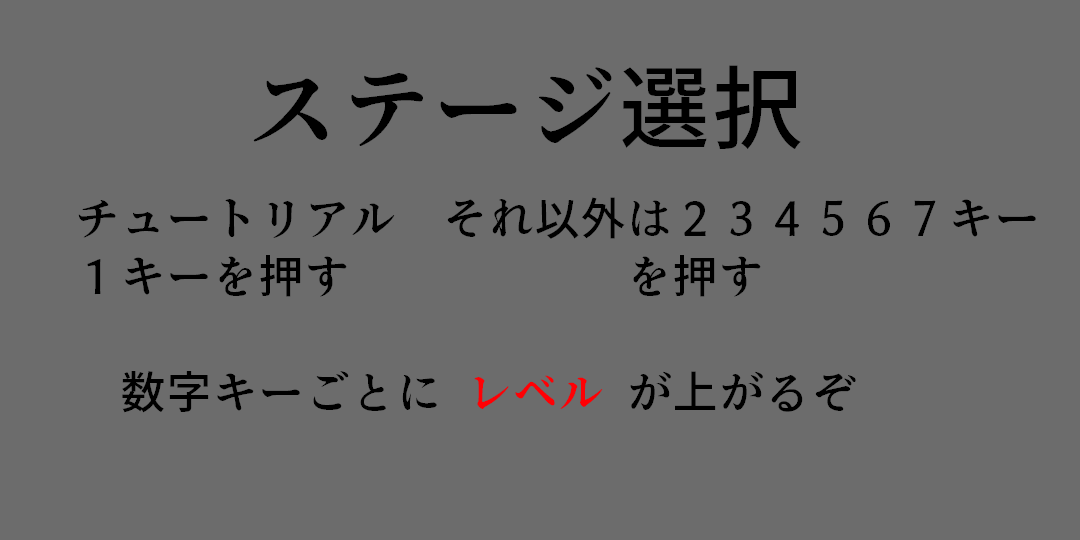 ステージ選択
チュートリアル　それ以外は２３４５６７キー
１キーを押す　を押す
数字キーごとに レベル が上がるぞ